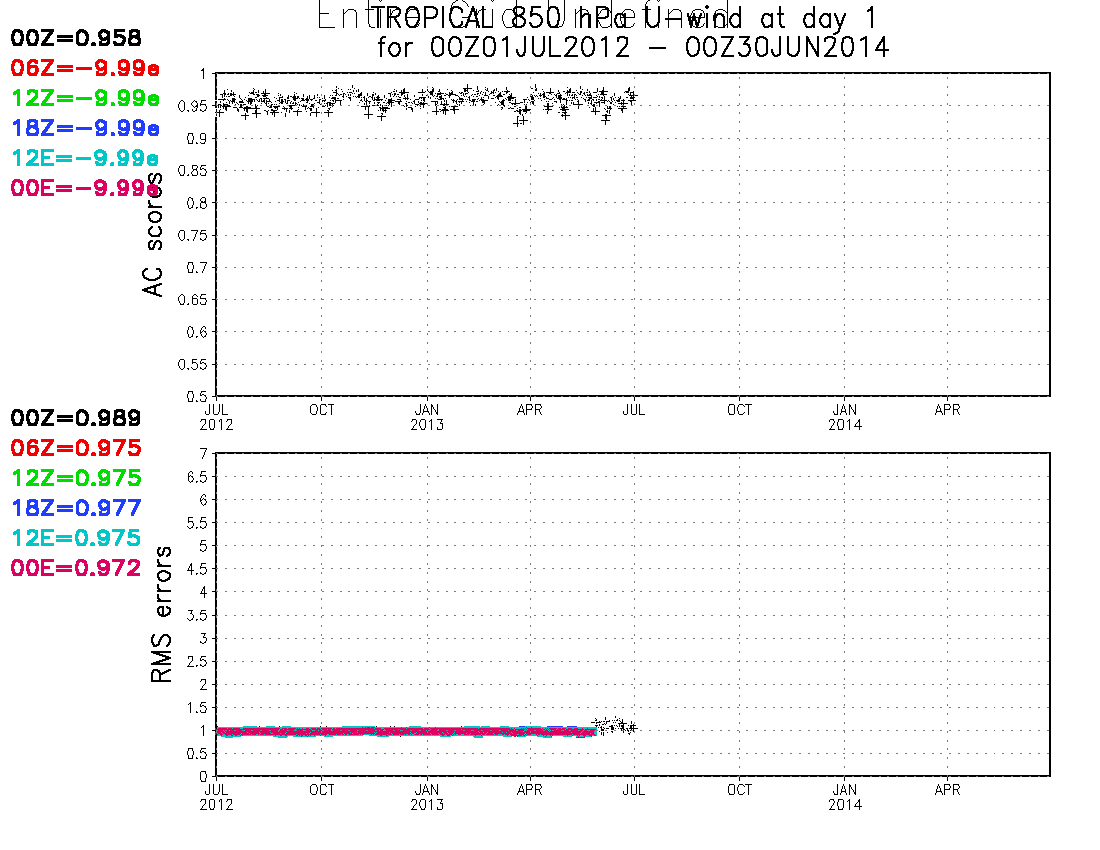 Entire Grid Undefined
TROPICAL 850 hPa U-wind at day 1
for 00Z01JUL2012 - 00Z30JUN2014
00Z=0.958
06Z=-9.99e
12Z=-9.99e
18Z=-9.99e
12E=-9.99e
00E=-9.99e
AC scores
1
0.95
0.9
0.85
0.8
0.75
0.7
0.65
0.6
0.55
0.5
JUL OCT JAN APR JUL OCT JAN APR
2012 2013 2014
00Z=0.989
06Z=0.975
12Z=0.975
18Z=0.977
12E=0.975
00E=0.972
RMS errors
7
6.5
6
5.5
5
4.5
4
3.5
3
2.5
2
1.5
1
0.5
0
JUL OCT JAN APR JUL OCT JAN APR
2012 2013 2014